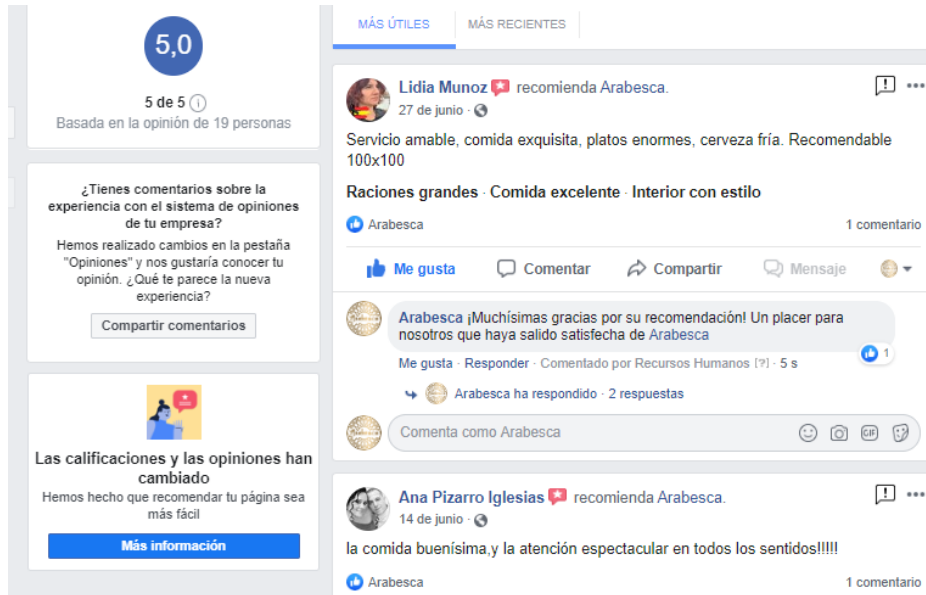 5,0
5 de 5
Basada en la opinión de 19 personas
¿Tienes comentarios sobre la
experiencia con el sistema de opiniones
de tu empresa?
Hemos realizado cambios en la pestaña
"Opiniones" y nos gustaría conocer tu
opinión. ¿Qué te parece la nueva
experiencia?
Compartir comentarios
Las calificaciones y las opiniones han
cambiado
Hemos hecho que recomendar tu página sea
más fácil
Más información
MÁS ÚTILES MÁS RECIENTES
Lidia Munoz recomienda Arabesca.
27 de junio ·
Servicio amable, comida exquisita, platos enormes, cerveza fría. Recomendable
100x100
Raciones grandes · Comida excelente · Interior con estilo
Arabesca 1 comentario
Me gusta Comentar Compartir Mensaje
Arabesca ¡Muchísimas gracias por su recomendación! Un placer para
nosotros que haya salido satisfecha de Arabesca
1
Me gusta · Responder · Comentado por Recursos Humanos [?] · 5 s
Arabesca ha respondido · 2 respuestas
Comenta como Arabesca GIF
Ana Pizarro Iglesias recomienda Arabesca.
14 de junio ·
la comida buenísima,y la atención espectacular en todos los sentidos!!!!!
Arabesca 1 comentario